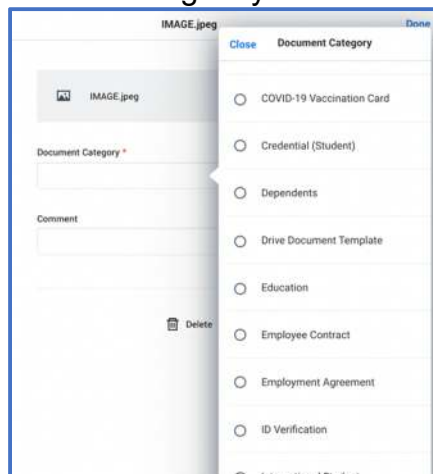 IMAGE.jpeg
Done
Close Document Category
IMAGE.jpeg
Document Category *
Comment
Delete
COVID-19 Vaccination Card
Credential (Student)
Dependents
Drive Document Template
Education
Employee Contract
Employment Agreement
ID Verification